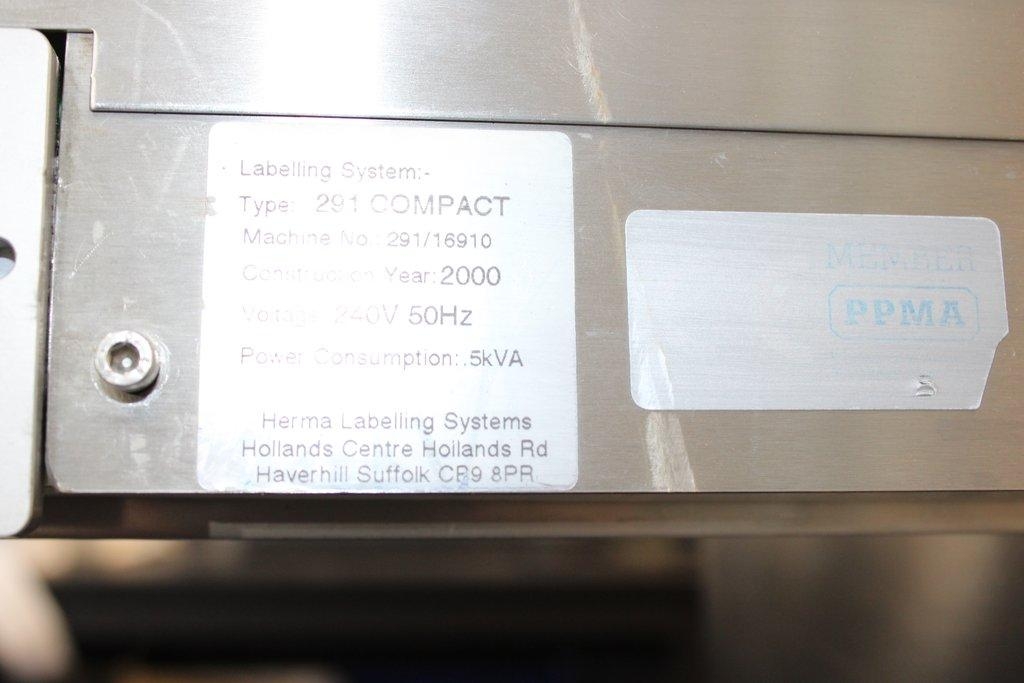 Labelling System:-
Type: 291 COMPACT
Machine No.: 291/16910
Construction Year: 2000
Voltage: 240V 50Hz
Power Consumption: .5kVA
Herma Labelling Systems
Hollands Centre Hollands Rd
Haverhill Suffolk CB9 8PR
MEMBER
PPMA